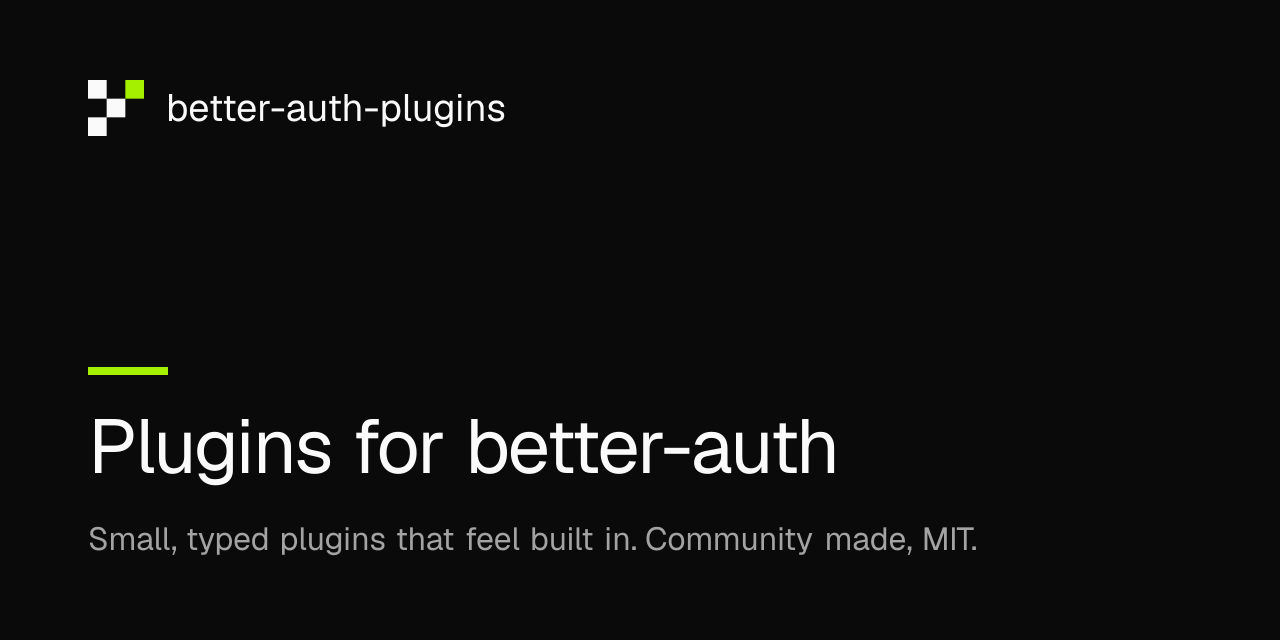 better-auth-plugins
Plugins for better-auth
Small, typed plugins that feel built in. Community made, MIT.